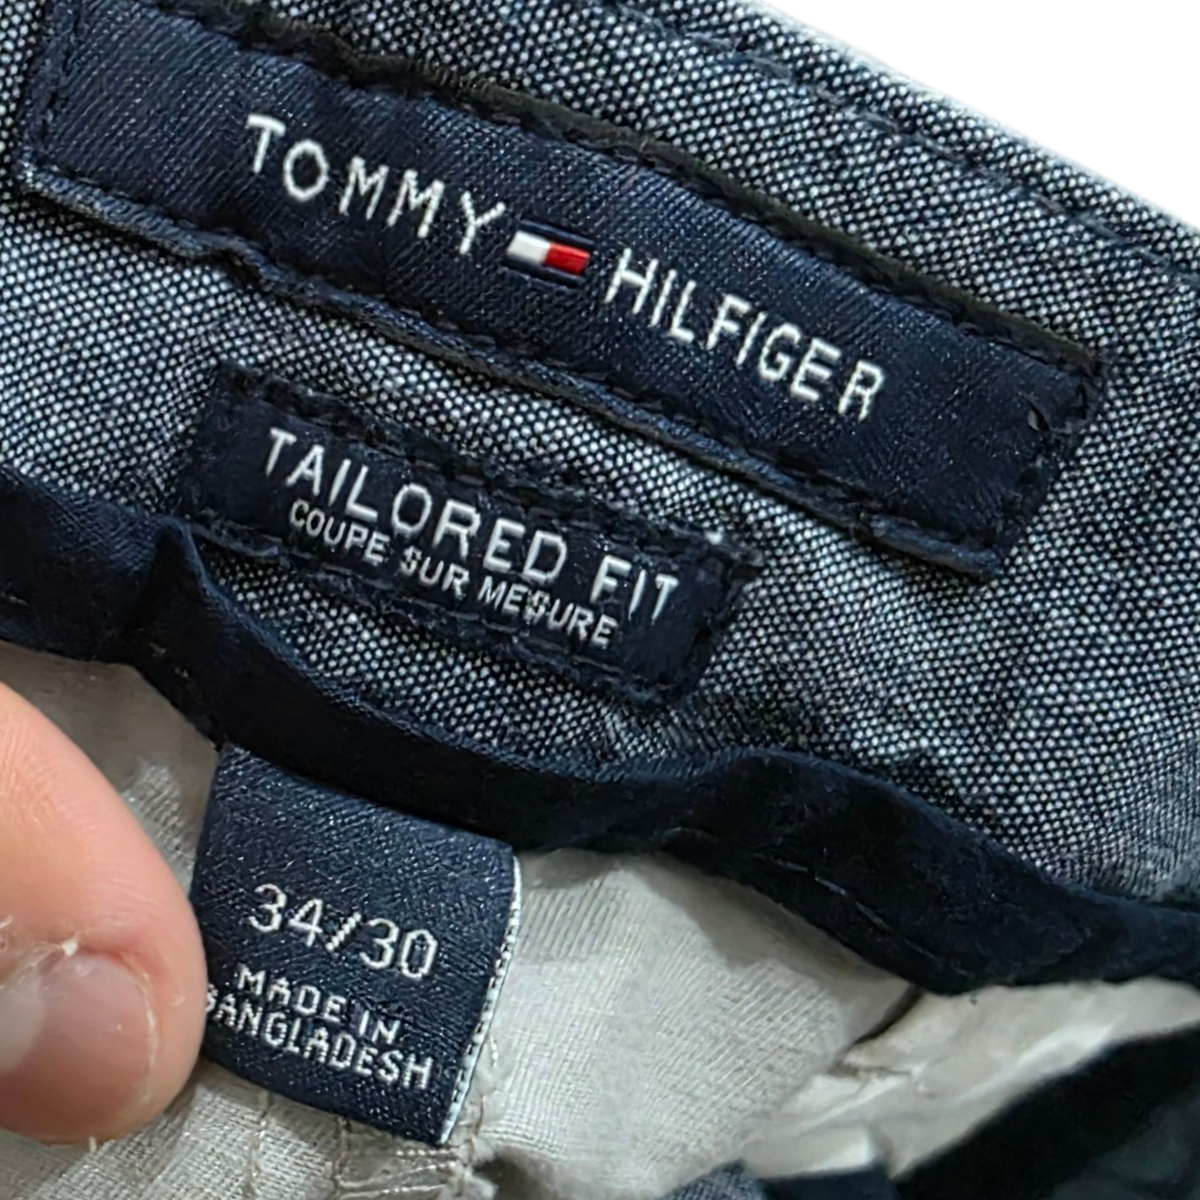 TOMMY HILFIGER
TAILORED FIT
COUPE SUR MESURE
34/30
MADE IN
BANGLADESH